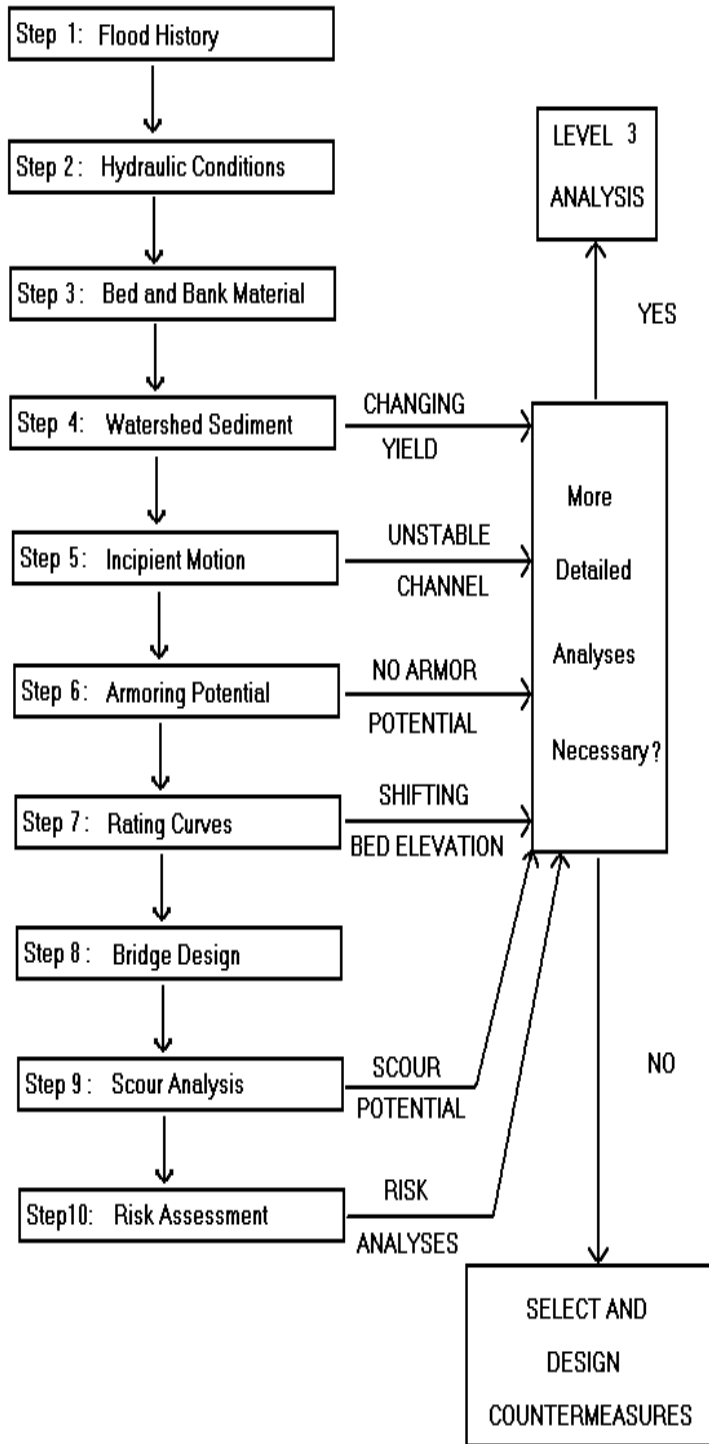 Step 1: Flood History
Step 2: Hydraulic Conditions
Step 3: Bed and Bank Material
Step 4: Watershed Sediment
CHANGING
YIELD
Step 5: Incipient Motion
UNSTABLE
CHANNEL
Step 6: Armoring Potential
NO ARMOR
POTENTIAL
Step 7: Rating Curves
SHIFTING
BED ELEVATION
Step 8: Bridge Design
Step 9: Scour Analysis
SCOUR
POTENTIAL
Step10: Risk Assessment
RISK
ANALYSES
LEVEL 3
ANALYSIS
YES
More
Detailed
Analyses
Necessary?
NO
SELECT AND
DESIGN
COUNTERMEASURES